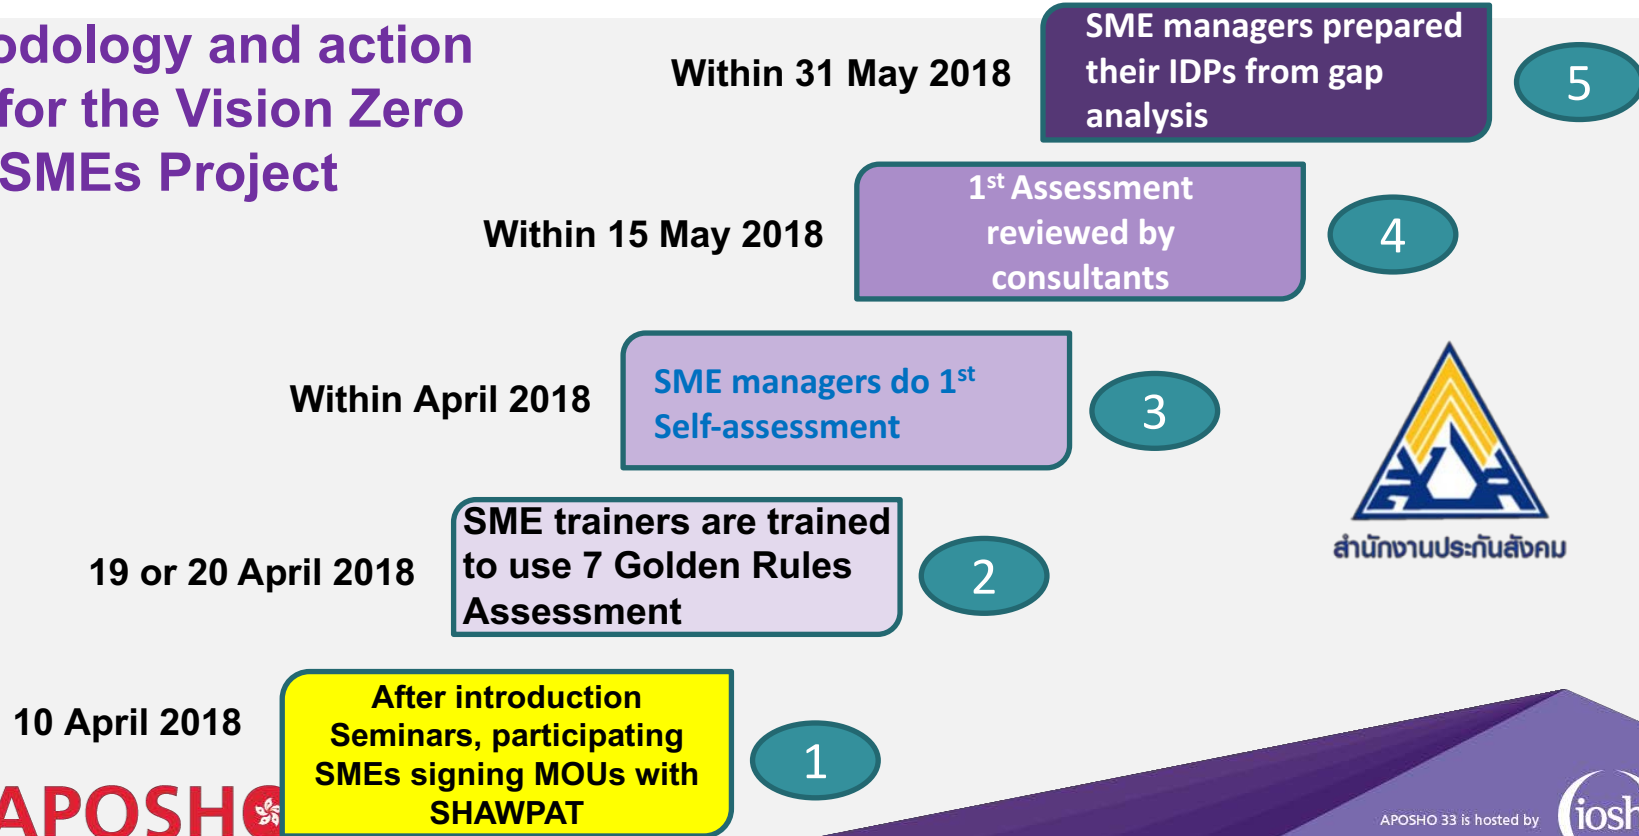 odology and action
for the Vision Zero
SMEs Project
Within 31 May 2018
SME managers prepared
their IDPs from gap
analysis
5
Within 15 May 2018
1st Assessment
reviewed by
consultants
4
Within April 2018
SME managers do 1st
Self-assessment
3
19 or 20 April 2018
SME trainers are trained
to use 7 Golden Rules
Assessment
2
สำนักงานประกันสังคม
10 April 2018
After introduction
Seminars, participating
SMEs signing MOUs with
SHAWPAT
1
APOSHO
APOSHO 33 is hosted by
iosh